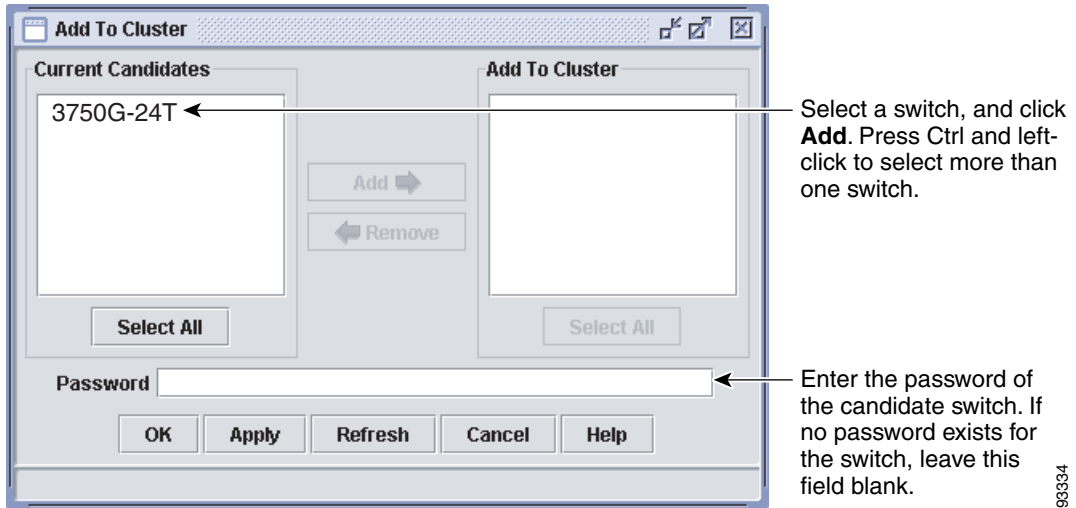 Add To Cluster
Current Candidates
Add To Cluster
3750G-24T
Select a switch, and click
Add. Press Ctrl and left-
click to select more than
one switch.
Add
Remove
Select All
Select All
Password
Enter the password of
the candidate switch. If
no password exists for
the switch, leave this
field blank.
OK
Apply
Refresh
Cancel
Help
93334